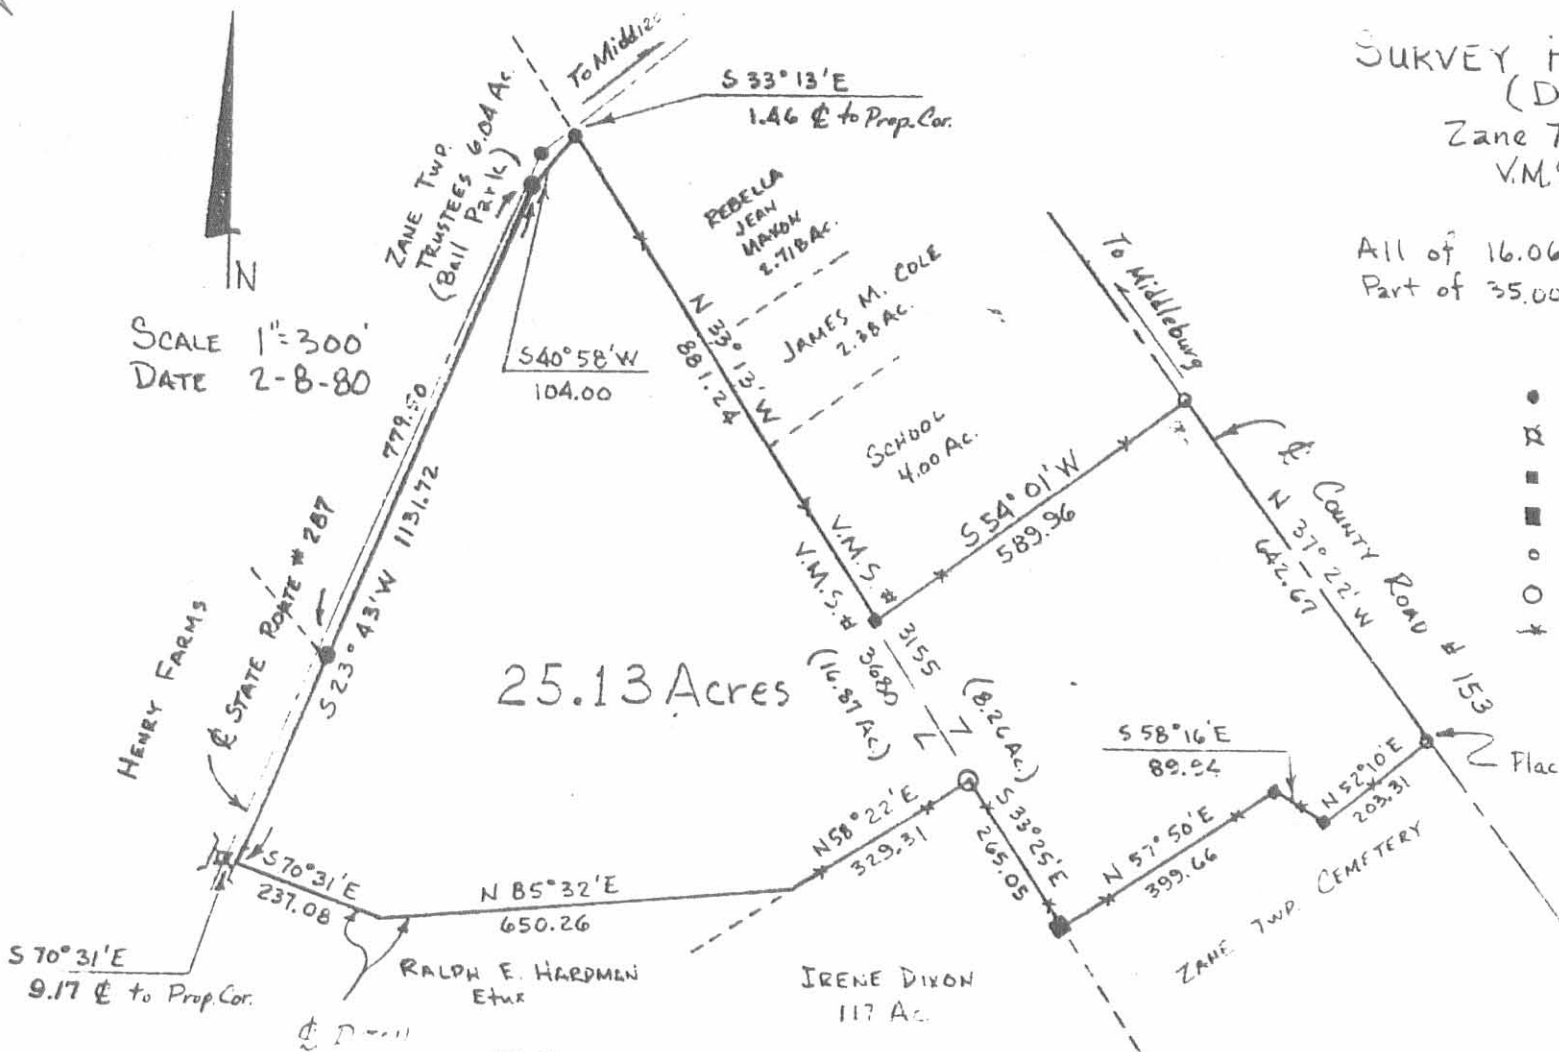 SURVEY
(D
Zane T
V.M.S
All of 16.06
Part of 35.00
N
SCALE 1"=300'
DATE 2-8-80
To Middle
S 33°13'E
1.46 ℄ to Prop. Cor.
ZANE TWP.
TRUSTEES 6.04 Ac.
(Ball Park)
REBELLA
JEAN
MAXON
2.718 Ac.
JAMES M. COLE
2.38 Ac.
SCHOOL
4.00 Ac.
To Middleburg
S 40°58'W
104.00
N 33°13'W
881.24
779.50
S 23°43'W 1131.72
℄ STATE ROUTE # 287
HENRY FARMS
S 54°01'W
589.96
℄ COUNTY ROAD # 153
N 37°22'W
642.67
V.M.S. # 3155
V.M.S. # 3680
(16.87 Ac.)
(8.26 Ac.)
25.13 Acres
S 58°16'E
89.94
N 52°10'E
203.31
N 57°50'E
399.66
S 33°25'E
265.05
N 58°22'E
329.31
N 85°32'E
650.26
S 70°31'E
237.08
S 70°31'E
9.17 ℄ to Prop. Cor.
RALPH E. HARDMAN
Etux
IRENE DIXON
117 Ac.
ZANE TWP. CEMETERY
Plac
℄